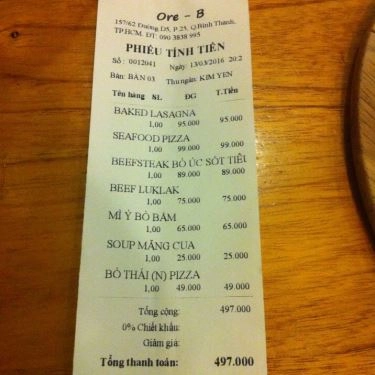 Ore - B
157/62 Đường D5, P.25, Q.Bình Thạnh,
TP.HCM. ĐT: 090 3838 995
PHIẾU TÍNH TIỀN
Số : 0012041 Ngày: 13/03/2016 20:2
Bàn: BÀN 03 Thu ngân: KIM YEN
Tên hàng SL ĐG T.Tiền
BAKED LASAGNA
1,00 95.000 95.000
SEAFOOD PIZZA
1,00 99.000 99.000
BEEFSTEAK BÒ ÚC SỐT TIÊU
1,00 89.000 89.000
BEEF LUKLAK
1,00 75.000 75.000
MÌ Ý BÒ BẰM
1,00 65.000 65.000
SOUP MĂNG CUA
1,00 25.000 25.000
BÒ THÁI (N) PIZZA
1,00 49.000 49.000
Tổng cộng: 497.000
0% Chiết khấu:
Giảm giá:
Tổng thanh toán: 497.000